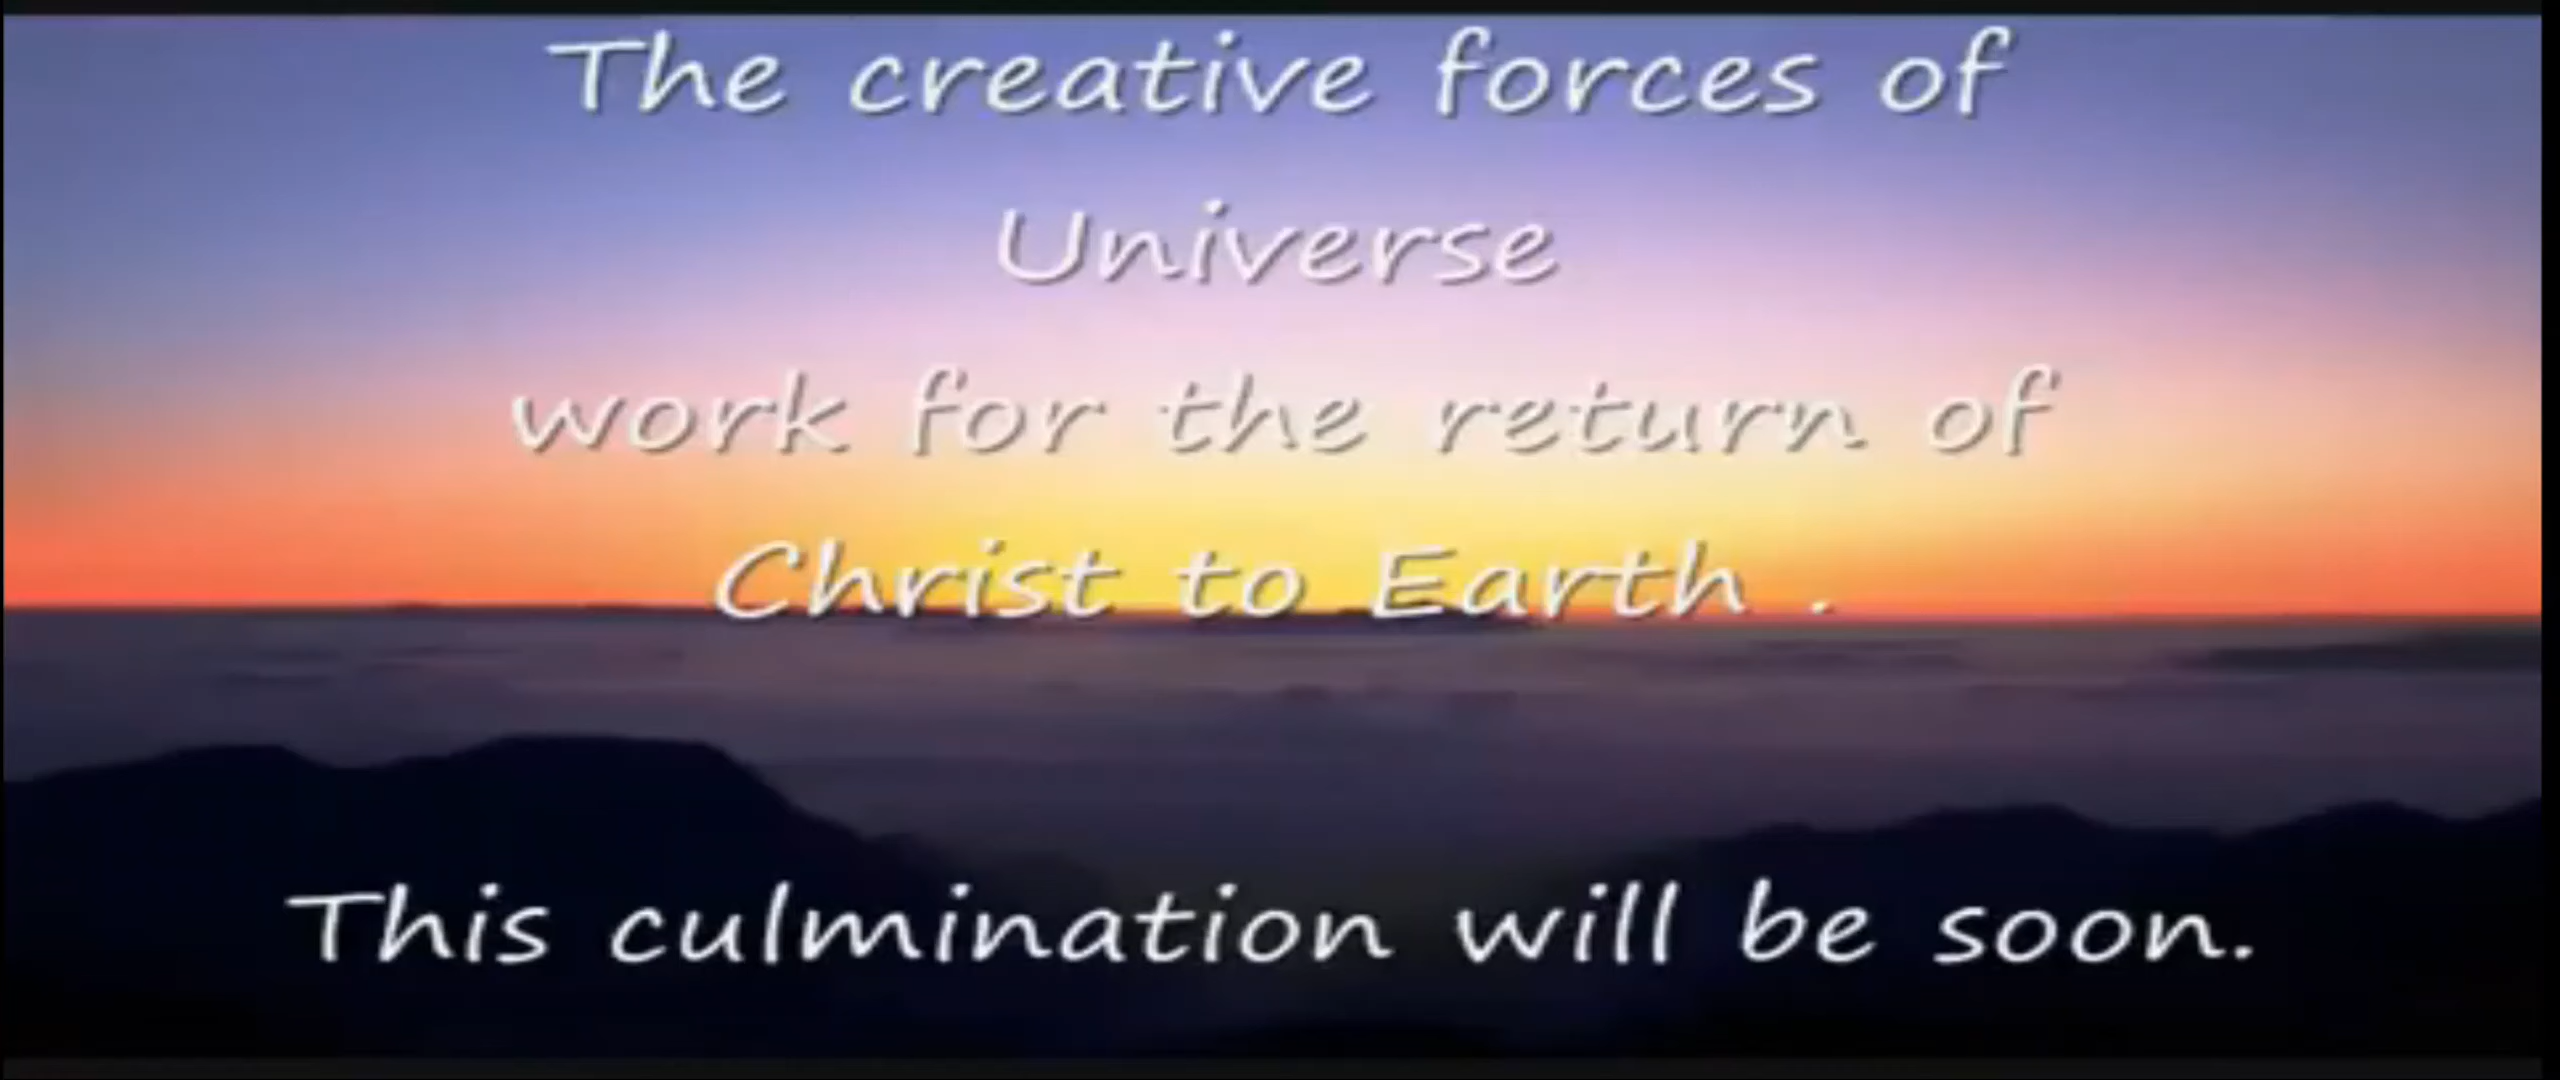 The creative forces of
Universe
work for the return of
Christ to Earth .
This culmination will be soon.